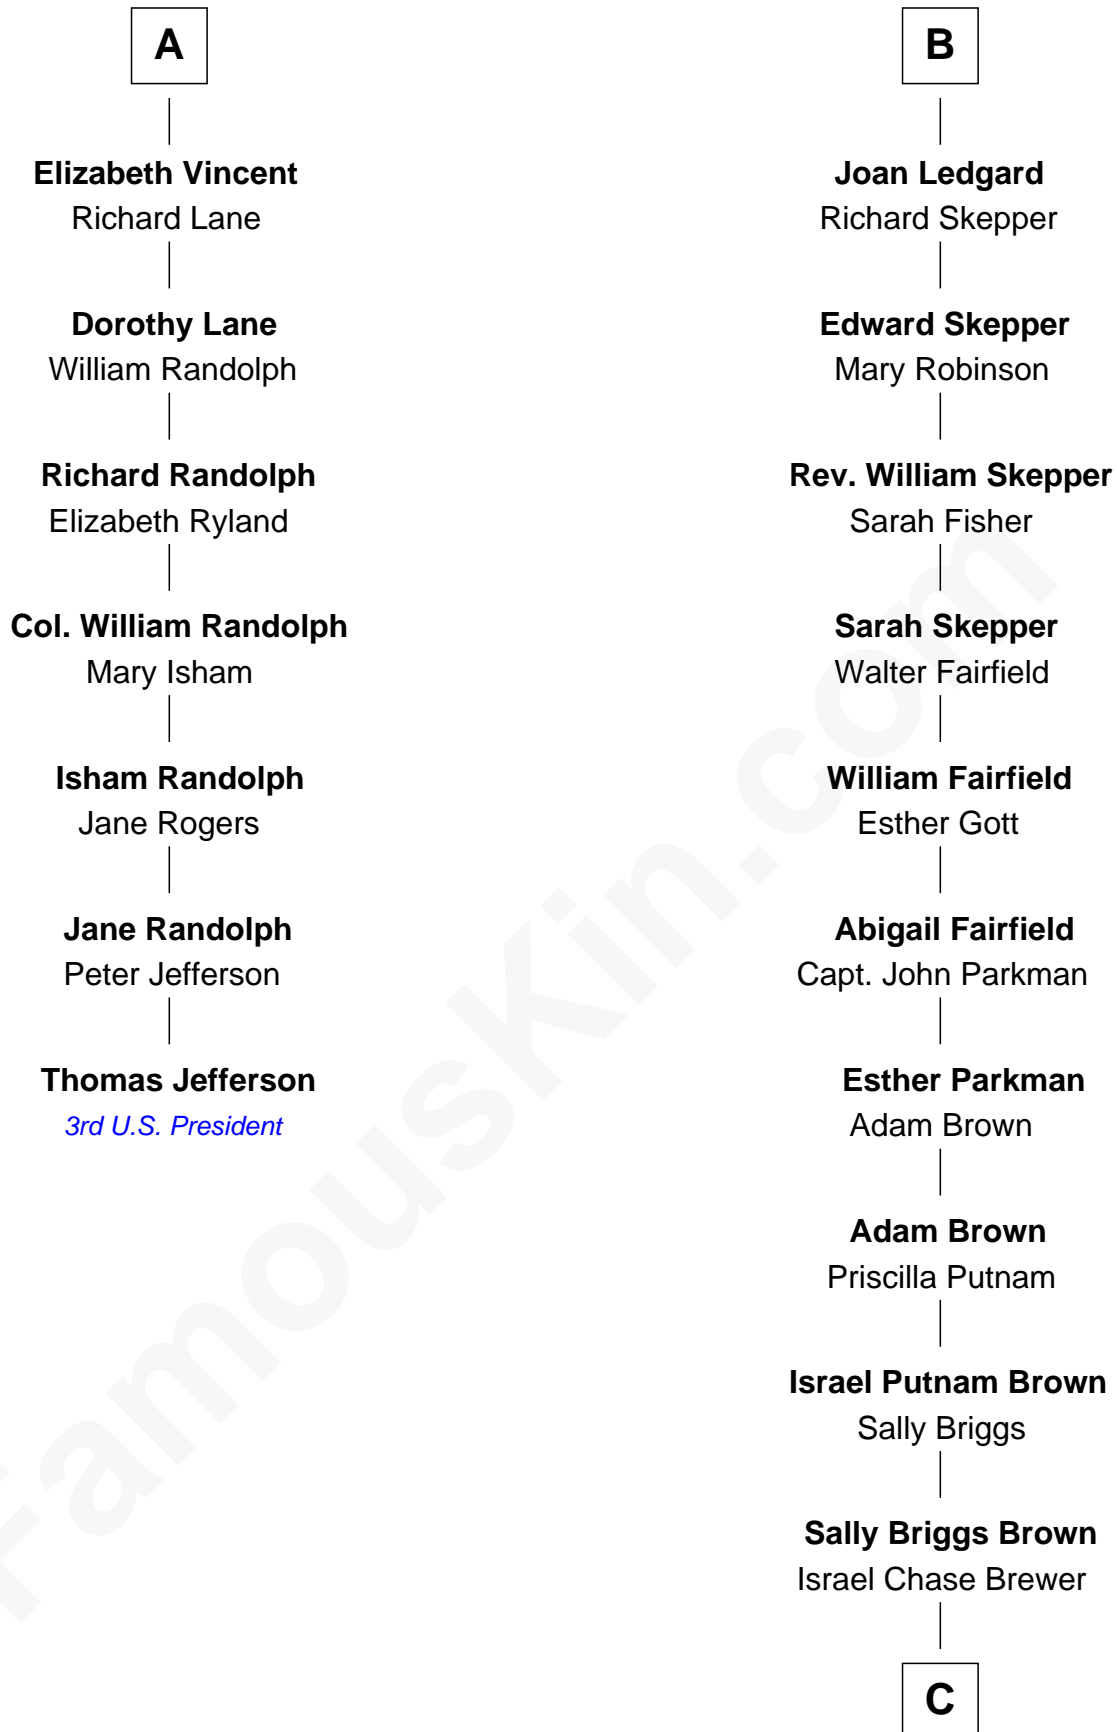 A
Elizabeth Vincent
Richard Lane
Dorothy Lane
William Randolph
Richard Randolph
Elizabeth Ryland
Col. William Randolph
Mary Isham
Isham Randolph
Jane Rogers
Jane Randolph
Peter Jefferson
Thomas Jefferson
3rd U.S. President
B
Joan Ledgard
Richard Skepper
Edward Skepper
Mary Robinson
Rev. William Skepper
Sarah Fisher
Sarah Skepper
Walter Fairfield
William Fairfield
Esther Gott
Abigail Fairfield
Capt. John Parkman
Esther Parkman
Adam Brown
Adam Brown
Priscilla Putnam
Israel Putnam Brown
Sally Briggs
Sally Briggs Brown
Israel Chase Brewer
C
FamousKin.com